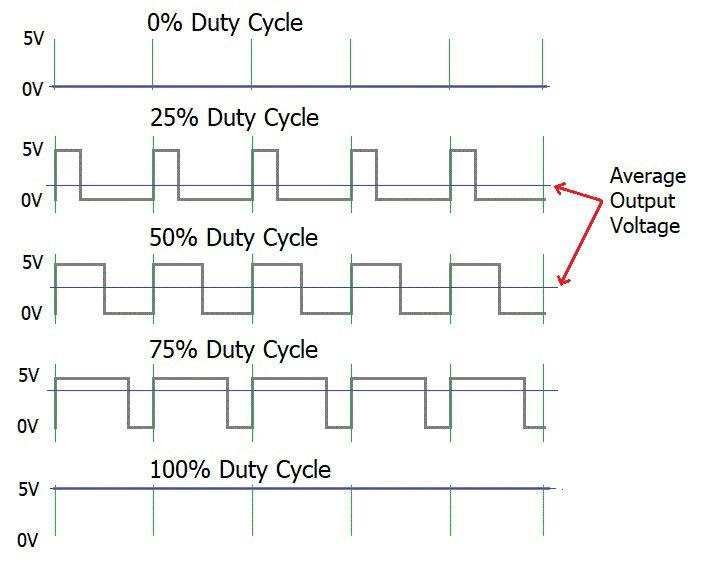 0% Duty Cycle
5V
0V
25% Duty Cycle
5V
0V
Average
Output
Voltage
50% Duty Cycle
5V
0V
75% Duty Cycle
5V
0V
100% Duty Cycle
5V
0V